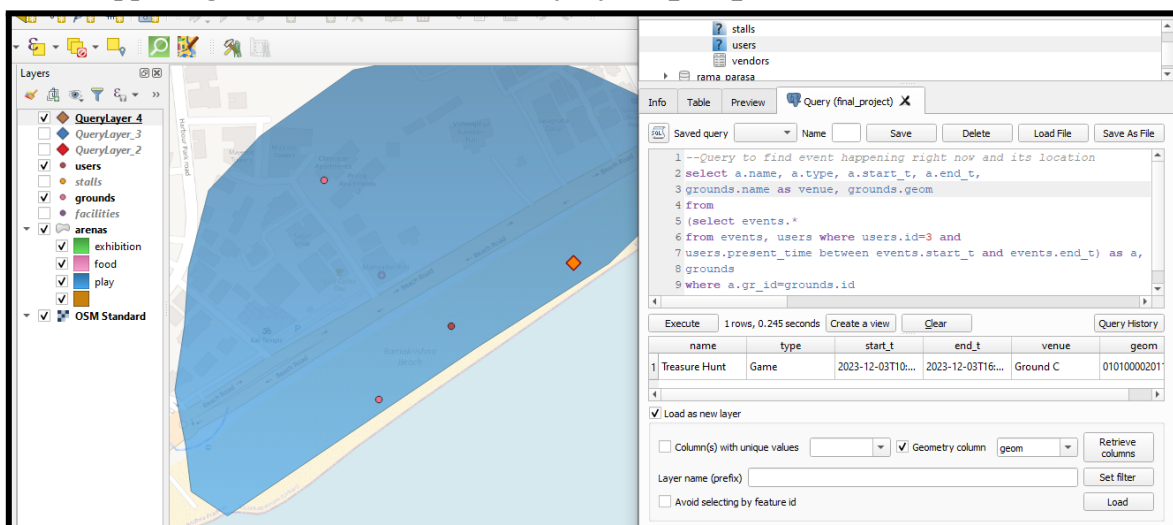 Layers
QueryLayer_4
QueryLayer_3
QueryLayer_2
users
stalls
grounds
facilities
arenas
exhibition
food
play
OSM Standard
Harbour Park road
Beach Road
Beach Road
stalls
users
vendors
rama_parasa
Info Table Preview Query (final_project) X
Saved query Name Save Delete Load File Save As File
1 --Query to find event happening right now and its location
2 select a.name, a.type, a.start_t, a.end_t,
3 grounds.name as venue, grounds.geom
4 from
5 (select events.*
6 from events, users where users.id=3 and
7 users.present_time between events.start_t and events.end_t) as a,
8 grounds
9 where a.gr_id=grounds.id
Execute 1 rows, 0.245 seconds Create a view Clear Query History
name type start_t end_t venue geom
1 Treasure Hunt Game 2023-12-03T10:... 2023-12-03T16:... Ground C 01010000201
Load as new layer
Column(s) with unique values Geometry column geom Retrieve columns
Layer name (prefix) Set filter
Avoid selecting by feature id Load